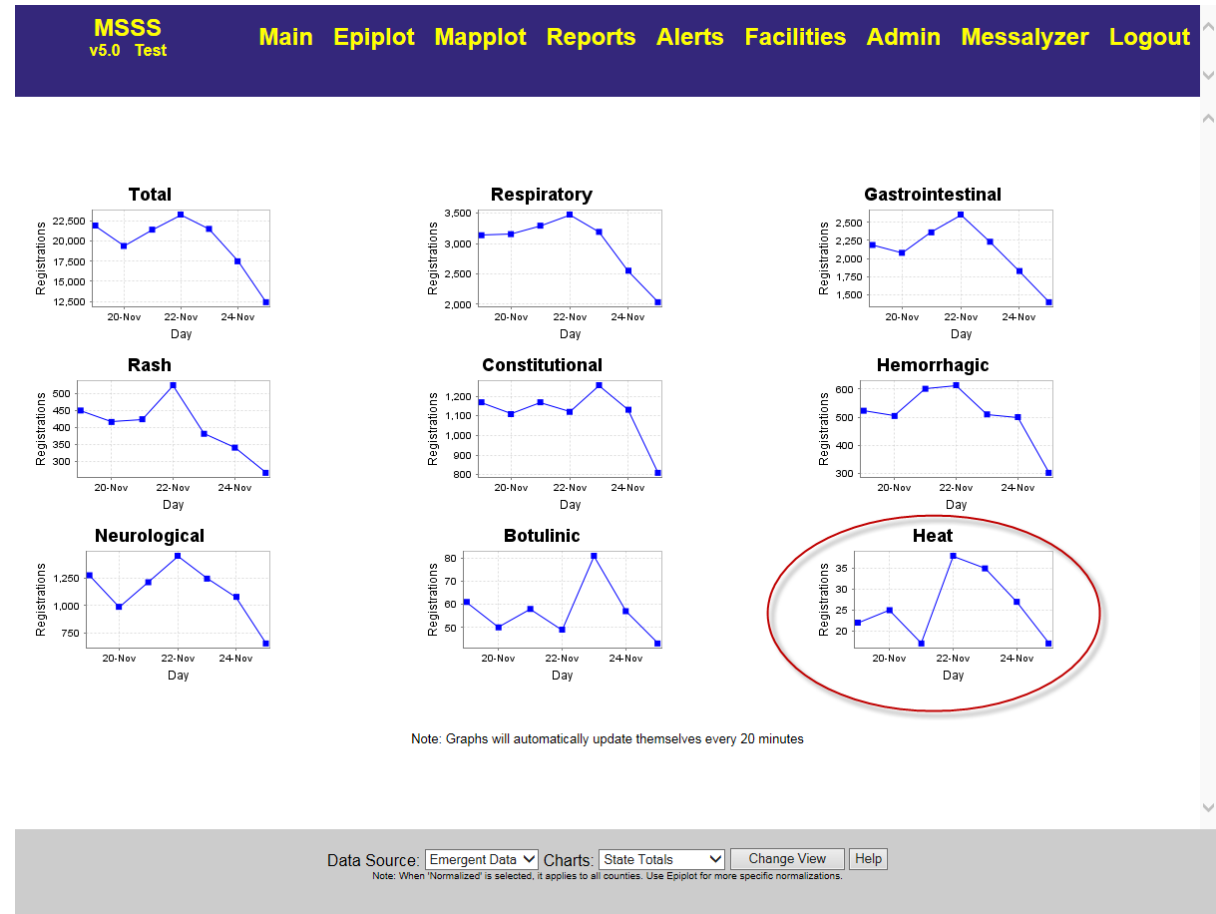 MSSS
v5.0 Test
Main Epiplot Mapplot Reports Alerts Facilities Admin Messalyzer Logout
Total
Registrations
22,500
20,000
17,500
15,000
12,500
20-Nov 22-Nov 24-Nov
Day
Respiratory
Registrations
3,500
3,000
2,500
2,000
20-Nov 22-Nov 24-Nov
Day
Gastrointestinal
Registrations
2,500
2,250
2,000
1,750
1,500
20-Nov 22-Nov 24-Nov
Day
Rash
Registrations
500
450
400
350
300
20-Nov 22-Nov 24-Nov
Day
Constitutional
Registrations
1,200
1,100
1,000
900
800
20-Nov 22-Nov 24-Nov
Day
Hemorrhagic
Registrations
600
500
400
300
20-Nov 22-Nov 24-Nov
Day
Neurological
Registrations
1,250
1,000
750
20-Nov 22-Nov 24-Nov
Day
Botulinic
Registrations
80
70
60
50
20-Nov 22-Nov 24-Nov
Day
Heat
Registrations
35
30
25
20
20-Nov 22-Nov 24-Nov
Day
Note: Graphs will automatically update themselves every 20 minutes
Data Source: Emergent Data Charts: State Totals Change View Help
Note: When 'Normalized' is selected, it applies to all counties. Use Epiplot for more specific normalizations.